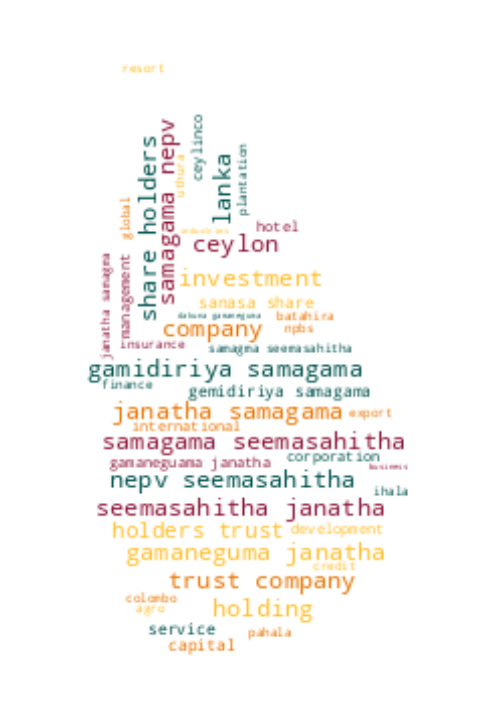 resort
ceylinco
samagama nepv
share holders
uthura
lanka
plantation
global
hotel
industries
ceylon
janatha samagma
management
investment
sanasa share
dakuna gamaneguma
batahira
company
npbs
insurance
samagma seemasahitha
gamidiriya samagama
finance
gemidiriya samagama
janatha samagama
export
international
samagama seemasahitha
corporation
gamaneguama janatha
business
nepv seemasahitha
ihala
seemasahitha janatha
holders trust
development
gamaneguma janatha
credit
trust company
colombo
agro
holding
service
pahala
capital